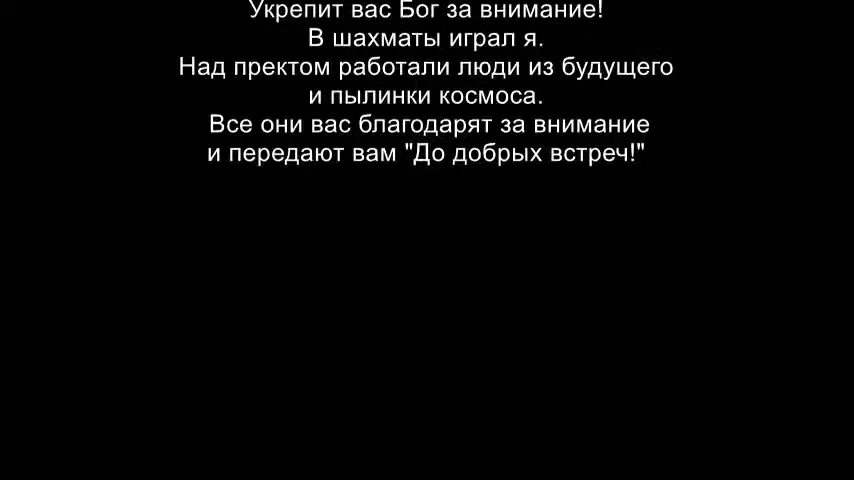 Укрепит вас Бог за внимание!
В шахматы играл я.
Над пректом работали люди из будущего
и пылинки космоса.
Все они вас благодарят за внимание
и передают вам "До добрых встреч!"